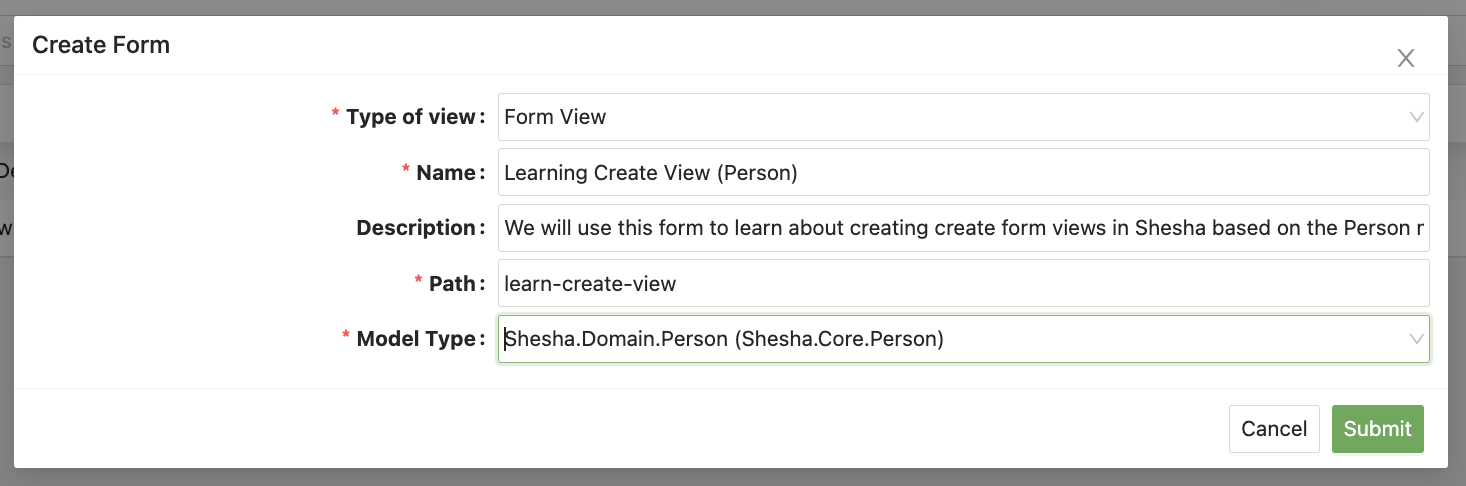 Create Form
* Type of view: Form View
* Name: Learning Create View (Person)
Description: We will use this form to learn about creating create form views in Shesha based on the Person
* Path: learn-create-view
* Model Type: Shesha.Domain.Person (Shesha.Core.Person)
Cancel Submit